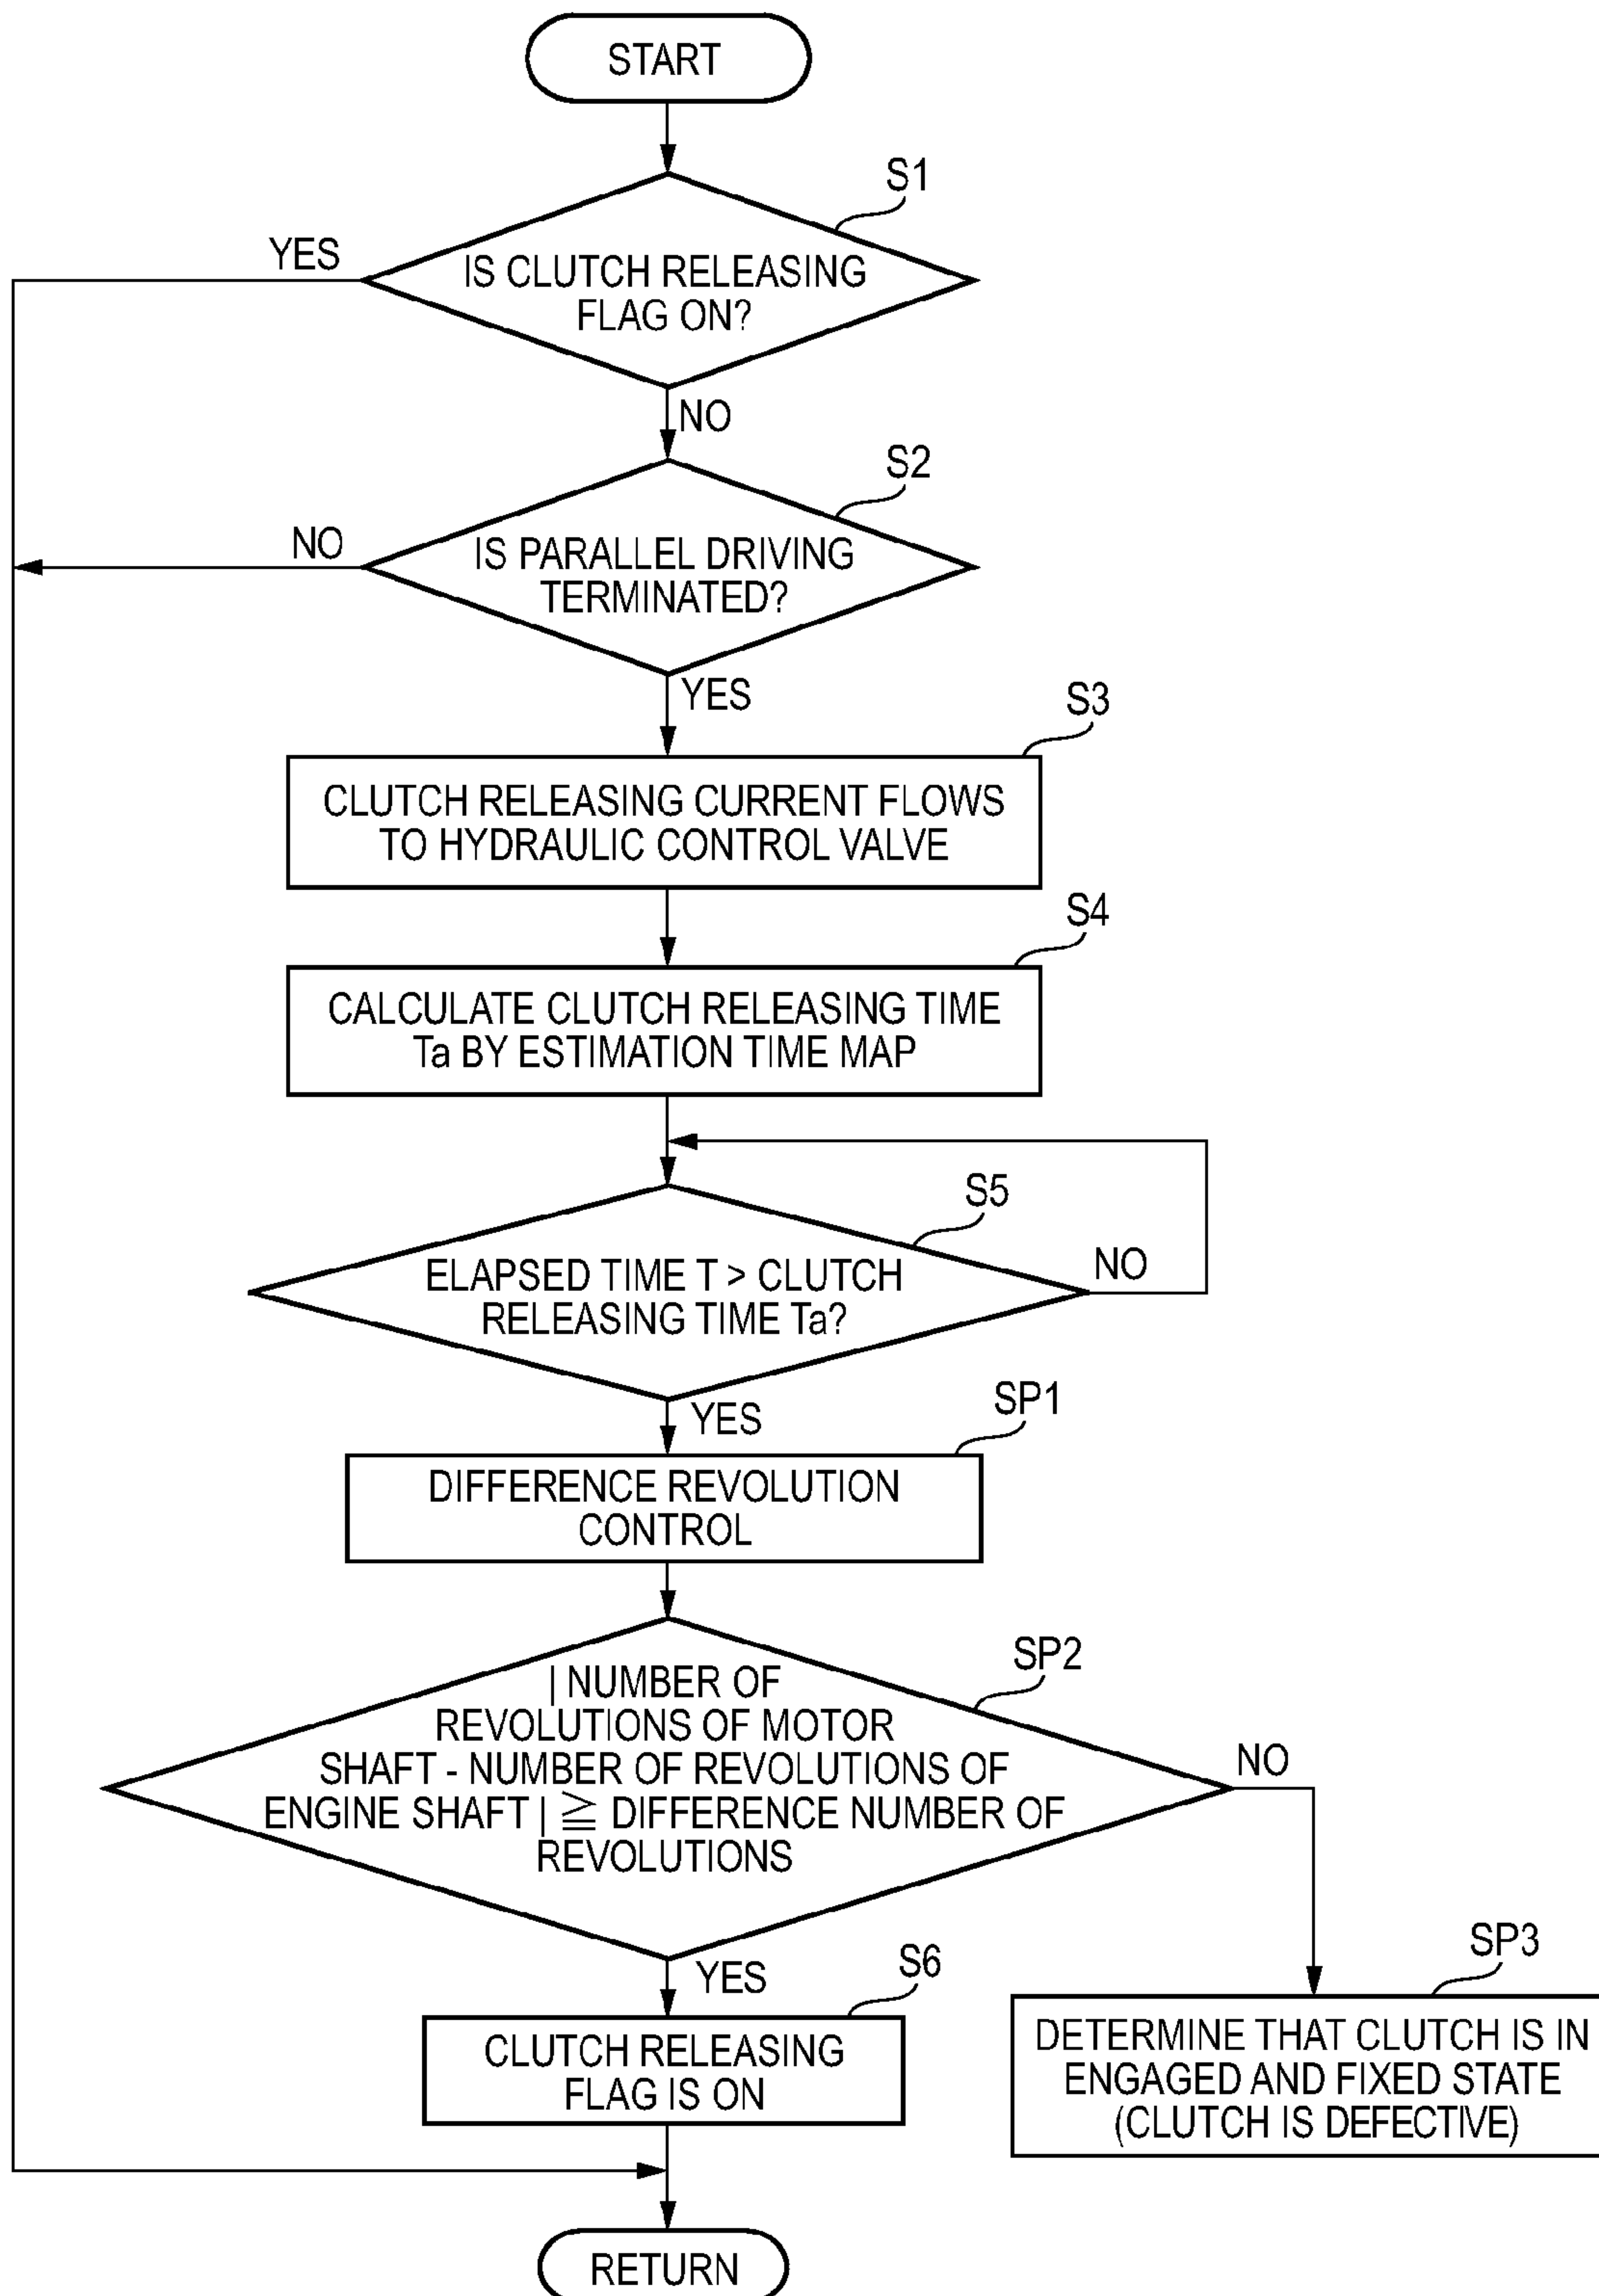 START
S1
YES
IS CLUTCH RELEASING
FLAG ON?
NO
S2
NO
IS PARALLEL DRIVING
TERMINATED?
YES
S3
CLUTCH RELEASING CURRENT FLOWS
TO HYDRAULIC CONTROL VALVE
S4
CALCULATE CLUTCH RELEASING TIME
Ta BY ESTIMATION TIME MAP
S5
ELAPSED TIME T > CLUTCH
RELEASING TIME Ta?
NO
YES
SP1
DIFFERENCE REVOLUTION
CONTROL
SP2
| NUMBER OF
REVOLUTIONS OF MOTOR
SHAFT - NUMBER OF REVOLUTIONS OF
ENGINE SHAFT | ≧ DIFFERENCE NUMBER OF
REVOLUTIONS
NO
YES
S6
CLUTCH RELEASING
FLAG IS ON
SP3
DETERMINE THAT CLUTCH IS IN
ENGAGED AND FIXED STATE
(CLUTCH IS DEFECTIVE)
RETURN